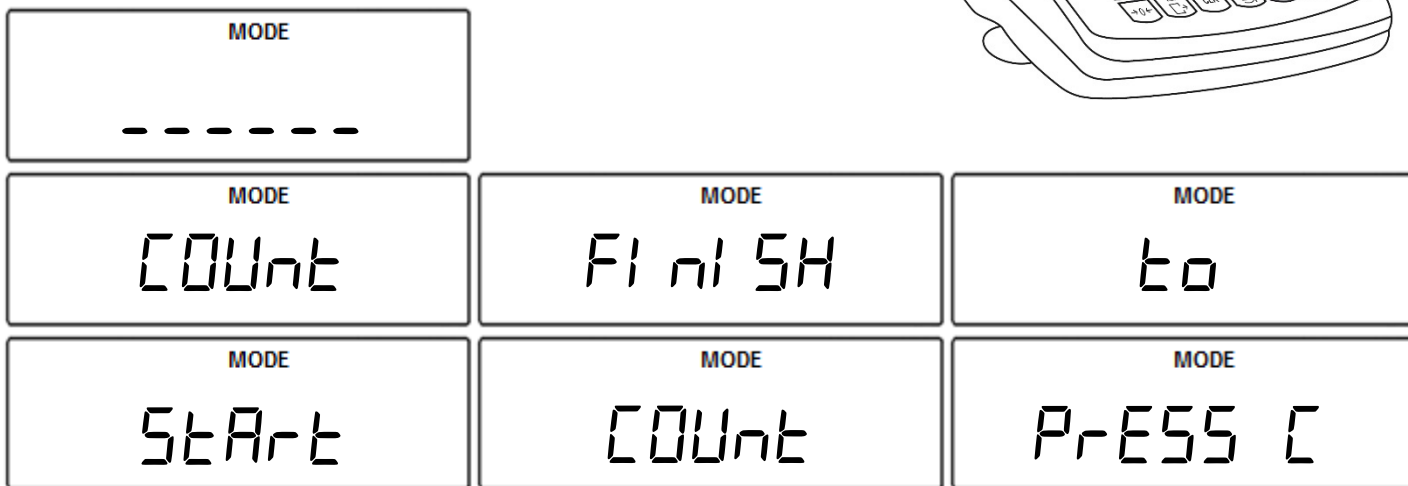 MODE
------
MODE MODE MODE
COUnt FInISH to
MODE MODE MODE
StArt COUnt PrESS C